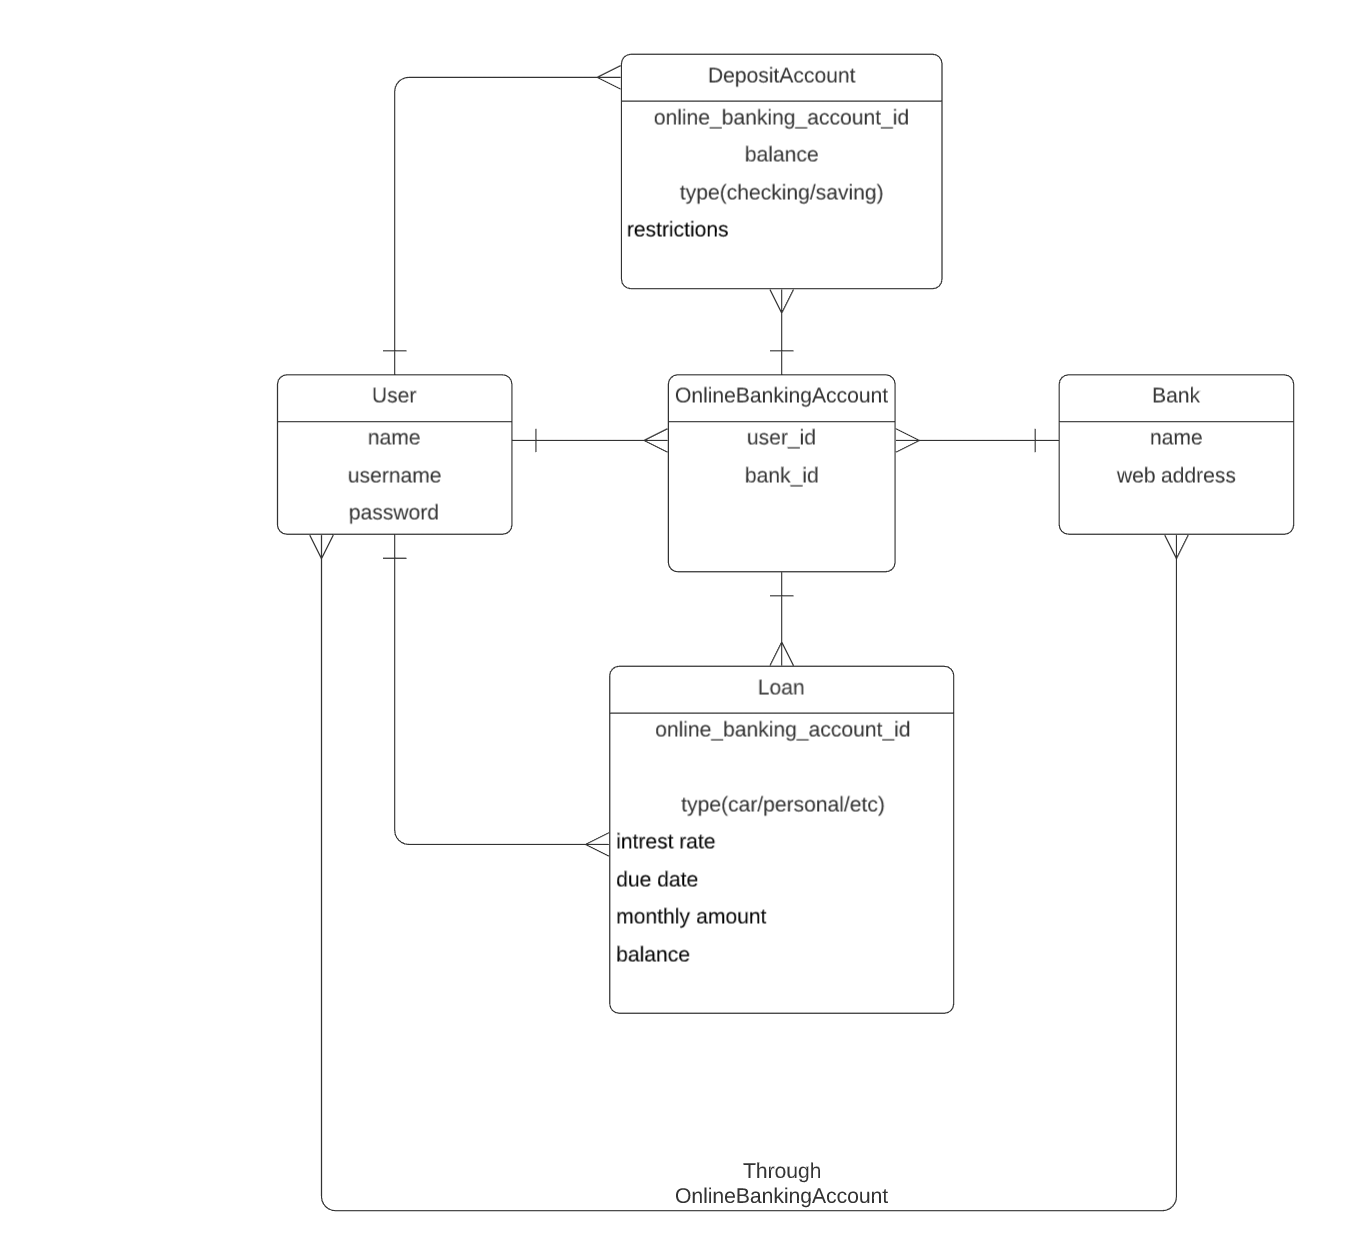 DepositAccount
online_banking_account_id
balance
type(checking/saving)
restrictions
User
name
username
password
OnlineBankingAccount
user_id
bank_id
Bank
name
web address
Loan
online_banking_account_id
type(car/personal/etc)
intrest rate
due date
monthly amount
balance
Through
OnlineBankingAccount